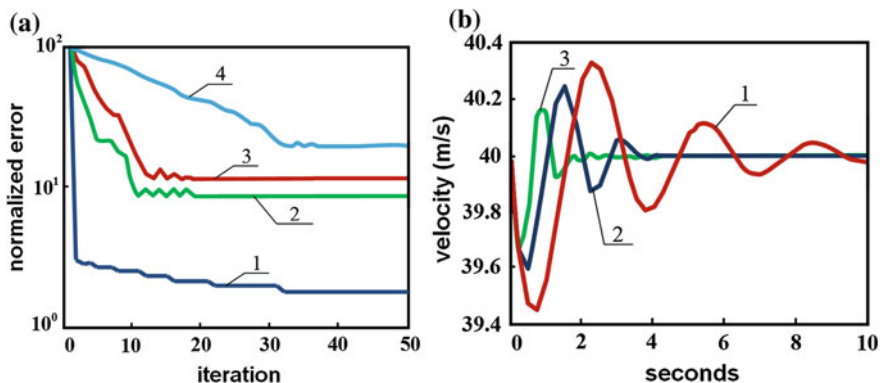 (a)
normalized error
10²
10¹
10⁰
4
3
2
1
0 10 20 30 40 50
iteration
(b)
velocity (m/s)
40.4
40.2
40
39.8
39.6
39.4
3
1
2
0 2 4 6 8 10
seconds